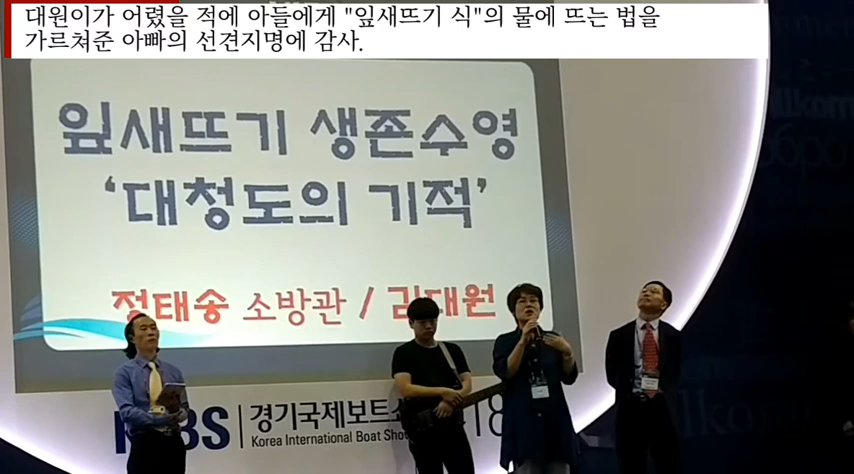 대원이가 어렸을 적에 아들에게 "잎새뜨기 식"의 물에 뜨는 법을
가르쳐준 아빠의 선견지명에 감사.
잎새뜨기 생존수영
'대청도의 기적'
정태송 소방관 / 김대원
경기국제보트쇼
Korea International Boat Show